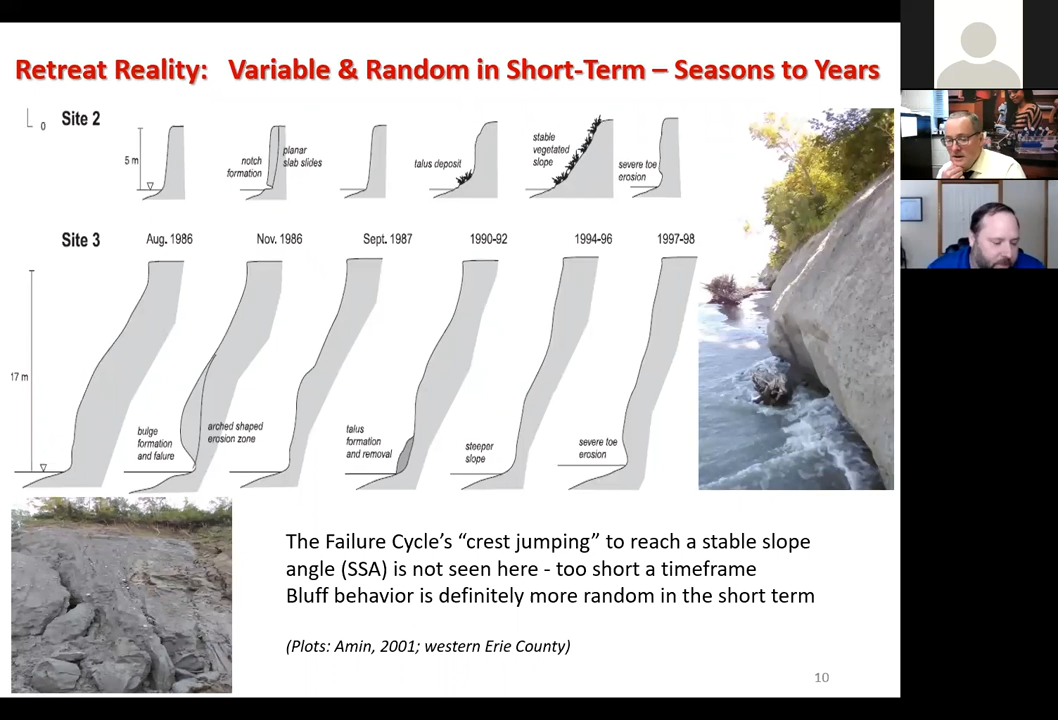 Retreat Reality: Variable & Random in Short-Term – Seasons to Years
0
Site 2
5 m
notch
formation
planar
slab slides
talus deposit
stable
vegetated
slope
severe toe
erosion
Site 3
Aug. 1986
Nov. 1986
Sept. 1987
1990-92
1994-96
1997-98
17 m
bulge
formation
and falure
arched shaped
erosion zone
talus
formation
and removal
steeper
slope
severe toe
erosion
The Failure Cycle's “crest jumping” to reach a stable slope
angle (SSA) is not seen here - too short a timeframe
Bluff behavior is definitely more random in the short term
(Plots: Amin, 2001; western Erie County)
10